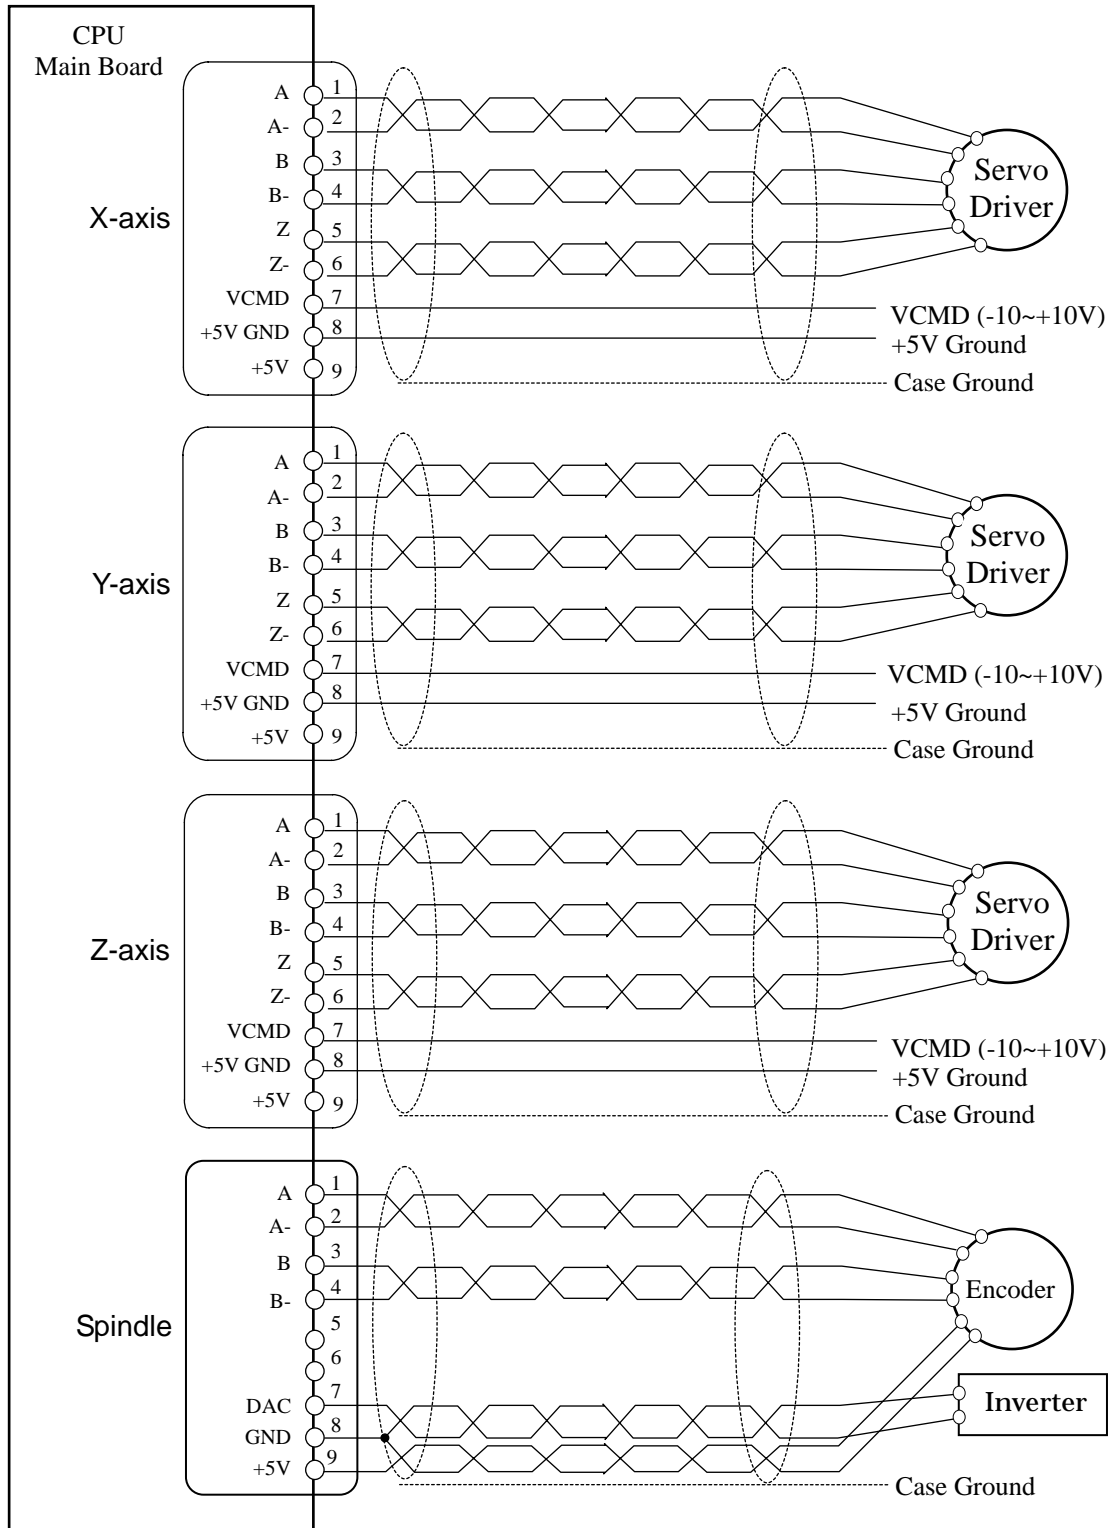 CPU
Main Board
X-axis
A 1
A- 2
B 3
B- 4
Z 5
Z- 6
VCMD 7
+5V GND 8
+5V 9
Servo
Driver
VCMD (-10~+10V)
+5V Ground
Case Ground
Y-axis
A 1
A- 2
B 3
B- 4
Z 5
Z- 6
VCMD 7
+5V GND 8
+5V 9
Servo
Driver
VCMD (-10~+10V)
+5V Ground
Case Ground
Z-axis
A 1
A- 2
B 3
B- 4
Z 5
Z- 6
VCMD 7
+5V GND 8
+5V 9
Servo
Driver
VCMD (-10~+10V)
+5V Ground
Case Ground
Spindle
A 1
A- 2
B 3
B- 4
5
6
DAC 7
GND 8
+5V 9
Encoder
Inverter
Case Ground